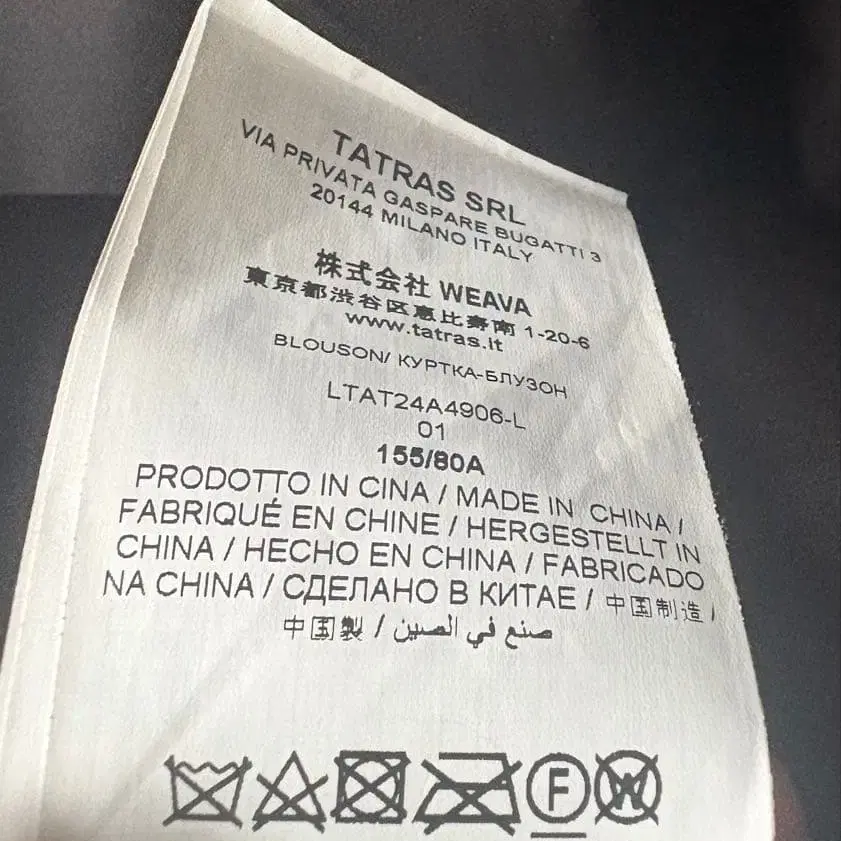 TATRAS SRL
VIA PRIVATA GASPARE BUGATTI 3
20144 MILANO ITALY
株式会社 WEAVA
東京都渋谷区恵比寿南 1-20-6
www.tatras.it
BLOUSON/ КУРТКА-БЛУЗОН
LTAT24A4906-L
01
155/80A
PRODOTTO IN CINA / MADE IN CHINA /
FABRIQUÉ EN CHINE / HERGESTELLT IN
CHINA / HECHO EN CHINA / FABRICADO
NA CHINA / СДЕЛАНО В КИТАЕ / 中国制造 /
中国製 / صنع في الصين
F W